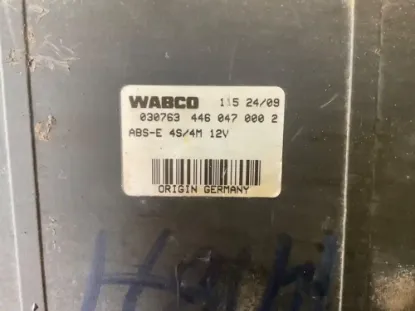 WABCO 115 24/09
030763 446 047 000 2
ABS-E 4S/4M 12V
ORIGIN GERMANY